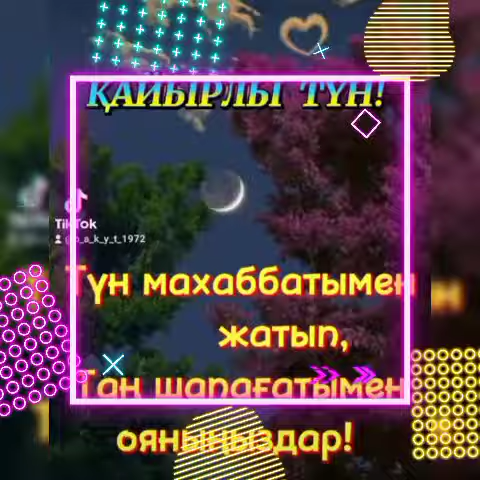 ҚАЙЫРЛЫ ТҮН!
TikTok
Түн махаббатымен
жатып,
Таң шапағатымен
ояныңыздар!